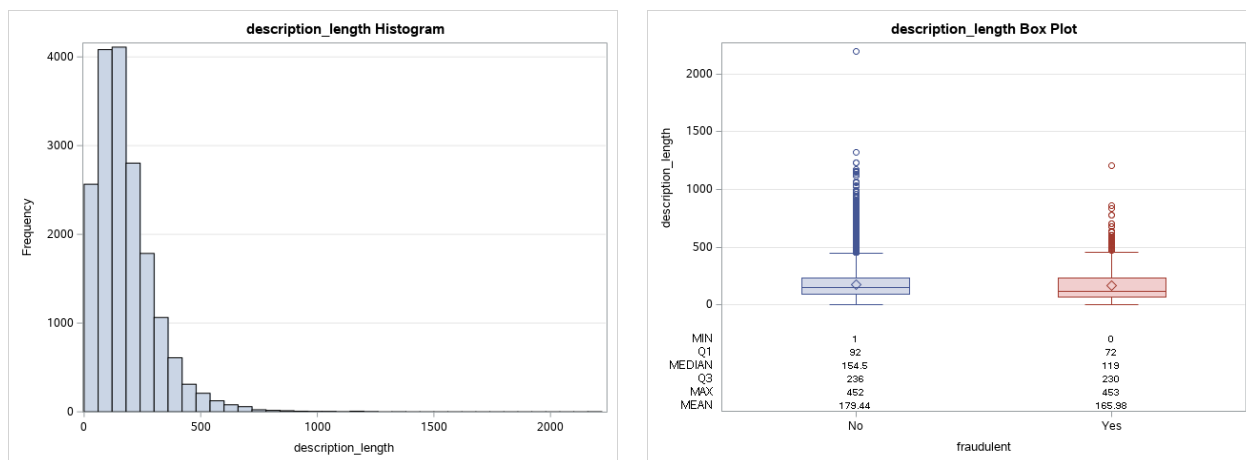 description_length Histogram
4000
3000
2000
1000
0
Frequency
0 500 1000 1500 2000
description_length
description_length Box Plot
2000
1500
1000
500
0
description_length
MIN 1 0
Q1 92 72
MEDIAN 154.5 119
Q3 236 230
MAX 452 453
MEAN 179.44 165.98
No Yes
fraudulent